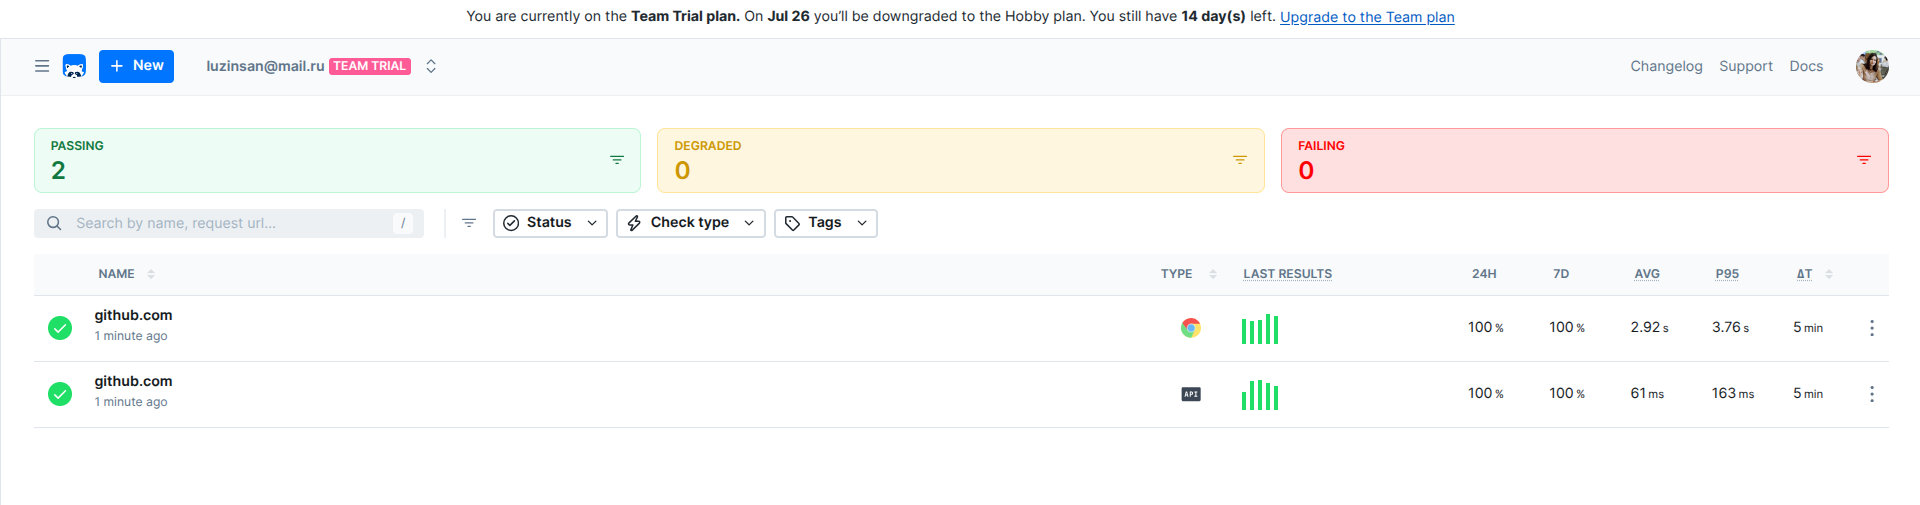 You are currently on the Team Trial plan. On Jul 26 you'll be downgraded to the Hobby plan. You still have 14 day(s) left. Upgrade to the Team plan
New luzinsan@mail.ru TEAM TRIAL Changelog Support Docs
PASSING DEGRADED FAILING
2 0 0
Search by name, request url... / Status Check type Tags
NAME TYPE LAST RESULTS 24H 7D AVG P95 ΔT
github.com
1 minute ago
100 % 100 % 2.92 s 3.76 s 5 min
github.com
1 minute ago
API 100 % 100 % 61 ms 163 ms 5 min